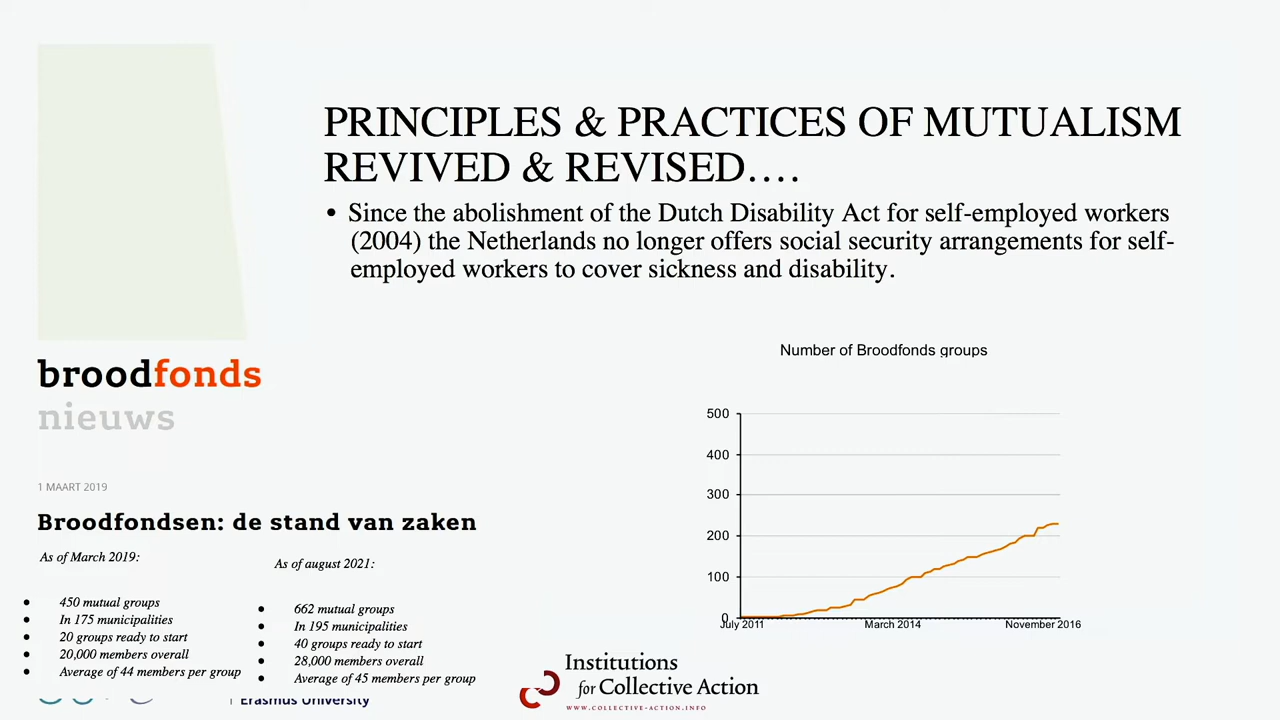 PRINCIPLES & PRACTICES OF MUTUALISM
REVIVED & REVISED….
• Since the abolishment of the Dutch Disability Act for self-employed workers
(2004) the Netherlands no longer offers social security arrangements for self-
employed workers to cover sickness and disability.
broodfonds
nieuws
1 MAART 2019
Broodfondsen: de stand van zaken
As of March 2019:
• 450 mutual groups
• In 175 municipalities
• 20 groups ready to start
• 20,000 members overall
• Average of 44 members per group
As of august 2021:
• 662 mutual groups
• In 195 municipalities
• 40 groups ready to start
• 28,000 members overall
• Average of 45 members per group
Number of Broodfonds groups
500
400
300
200
100
0
July 2011 March 2014 November 2016
Erasmus University
Institutions
for Collective Action
WWW.COLLECTIVE-ACTION.INFO